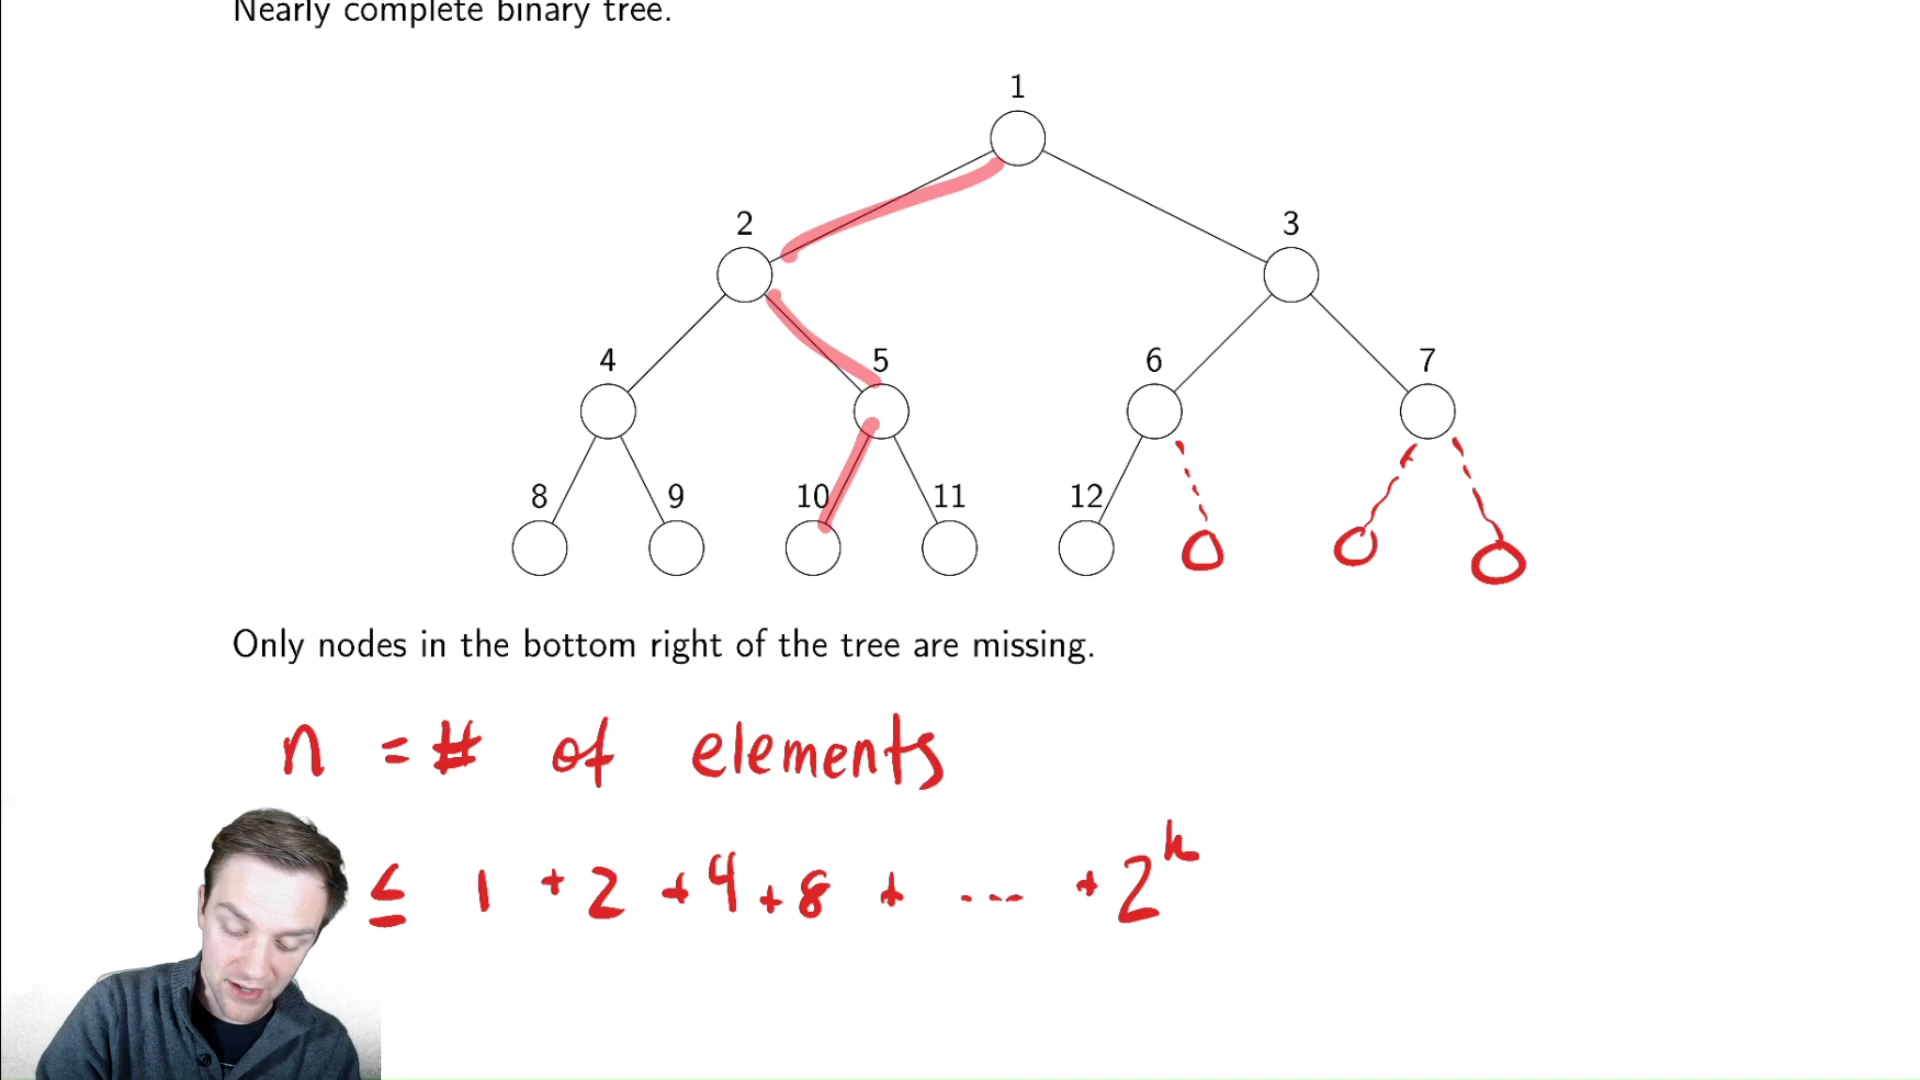 Nearly complete binary tree.
1
2 3
4 5 6 7
8 9 10 11 12
Only nodes in the bottom right of the tree are missing.
n = # of elements
≤ 1 + 2 + 4 + 8 + ... + 2^k